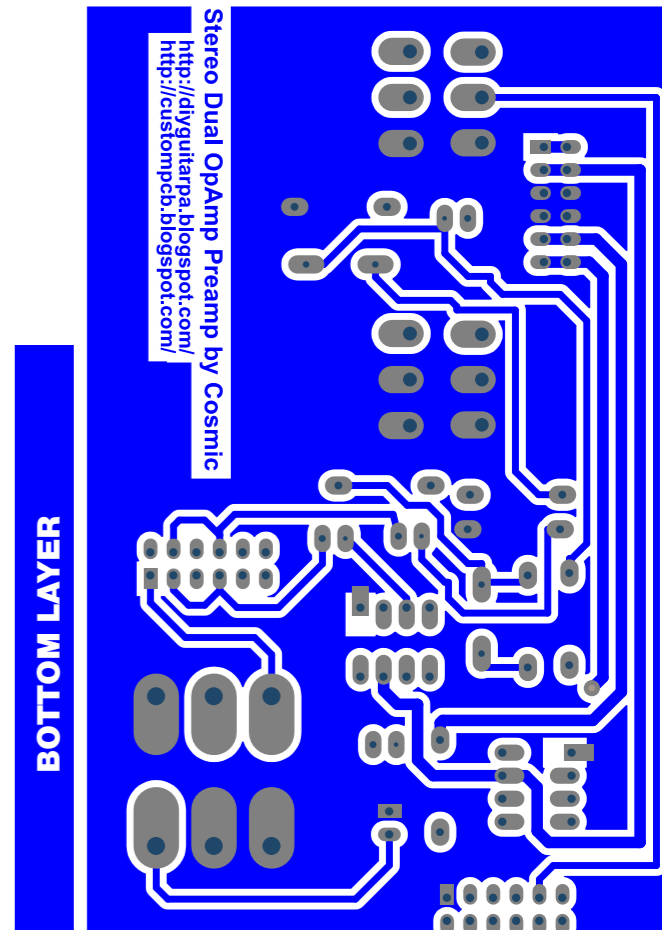 Stereo Dual OpAmp Preamp by Cosmic
http://diyguitarpa.blogspot.com/
http://custompcb.blogspot.com/
BOTTOM LAYER